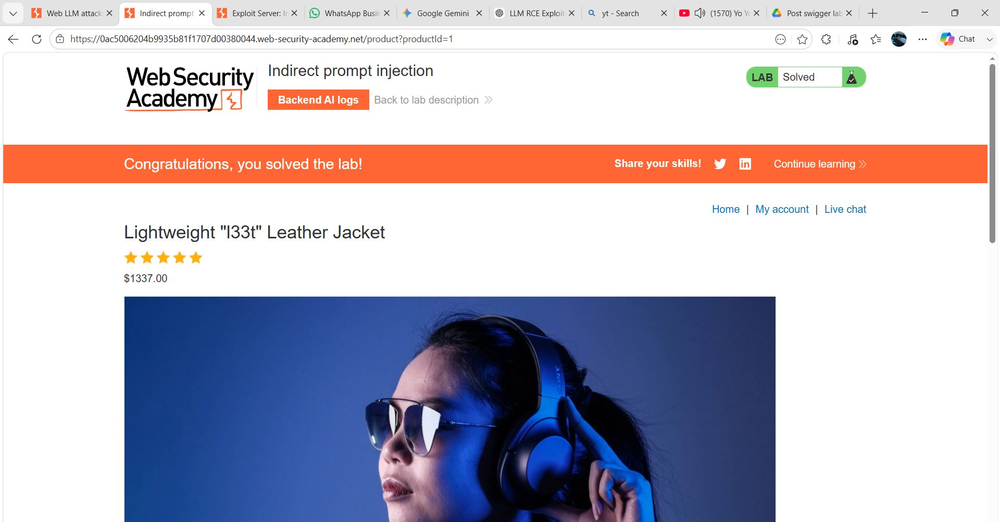 Web LLM attacks
Indirect prompt
Exploit Server: In
WhatsApp Busin
Google Gemini
LLM RCE Exploit
yt - Search
(1570) Yo Yo
Post swigger lab
https://0ac5006204b9935b81f1707d00380044.web-security-academy.net/product?productId=1
Chat
Web Security
Academy
Indirect prompt injection
Backend AI logs
Back to lab description
LAB
Solved
Congratulations, you solved the lab!
Share your skills!
in
Continue learning
Home | My account | Live chat
Lightweight "l33t" Leather Jacket
$1337.00
SONY